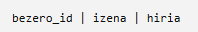 bezero_id | izena | hiria